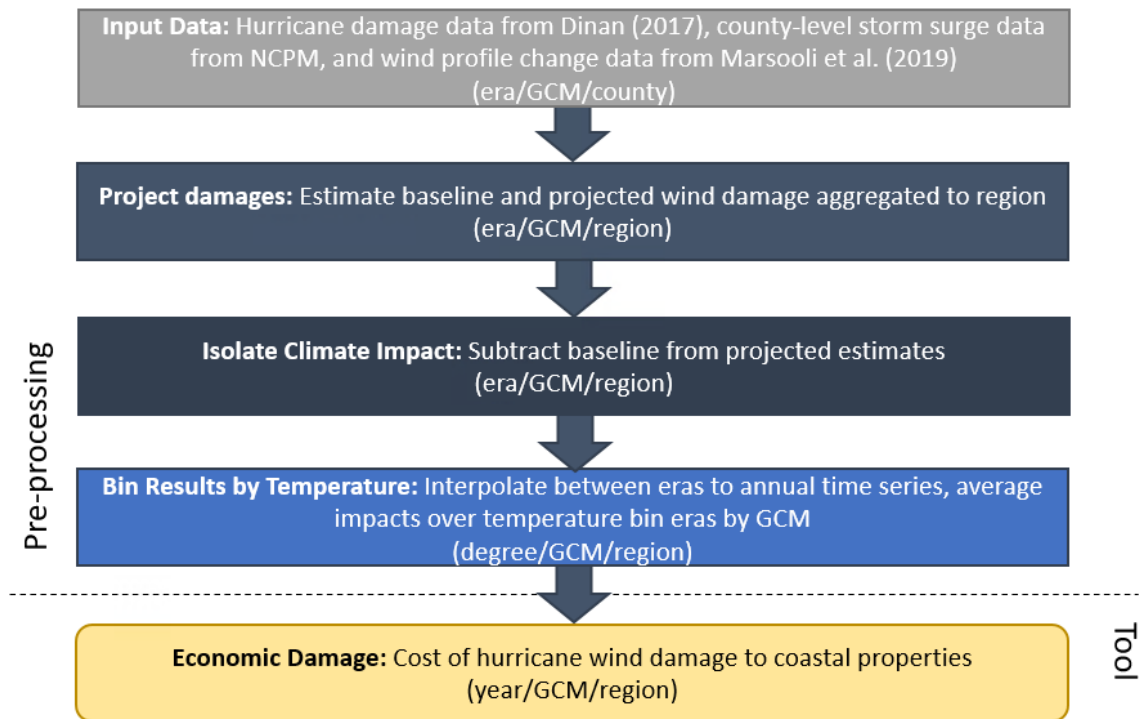 Input Data: Hurricane damage data from Dinan (2017), county-level storm surge data
from NCPM, and wind profile change data from Marsooli et al. (2019)
(era/GCM/county)
Project damages: Estimate baseline and projected wind damage aggregated to region
(era/GCM/region)
Isolate Climate Impact: Subtract baseline from projected estimates
(era/GCM/region)
Pre-processing
Bin Results by Temperature: Interpolate between eras to annual time series, average
impacts over temperature bin eras by GCM
(degree/GCM/region)
Economic Damage: Cost of hurricane wind damage to coastal properties
(year/GCM/region)
Tool